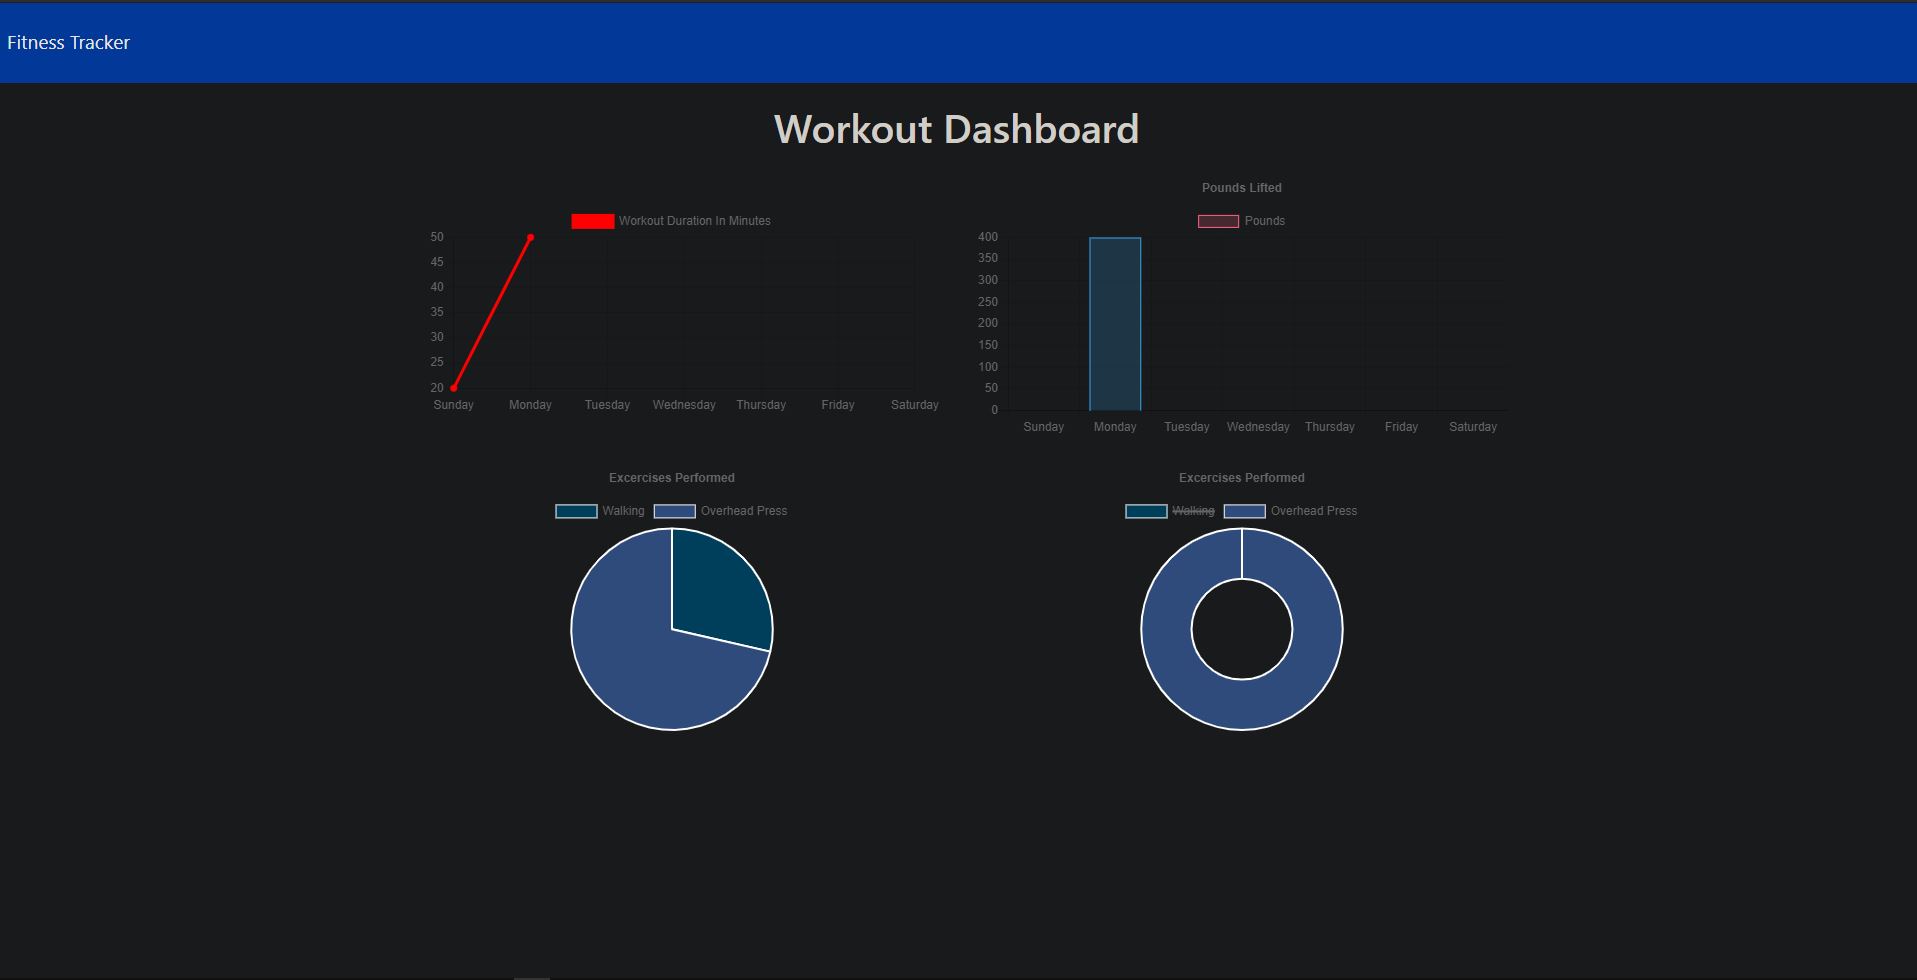 Fitness Tracker
Workout Dashboard
Workout Duration In Minutes
50
45
40
35
30
25
20
Sunday Monday Tuesday Wednesday Thursday Friday Saturday
Pounds Lifted
Pounds
400
350
300
250
200
150
100
50
0
Sunday Monday Tuesday Wednesday Thursday Friday Saturday
Excercises Performed
Walking Overhead Press
Excercises Performed
Walking Overhead Press